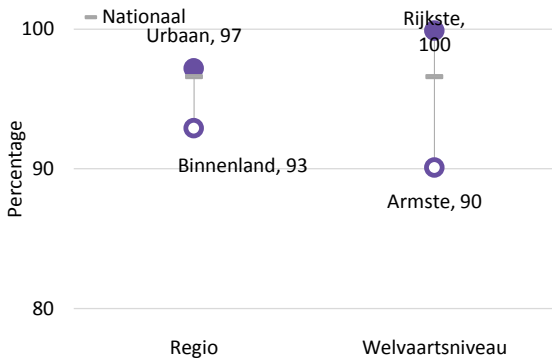 100
Nationaal
Urbaan, 97
Rijkste,
100
Binnenland, 93
90
Armste, 90
80
Percentage
Regio
Welvaartsniveau